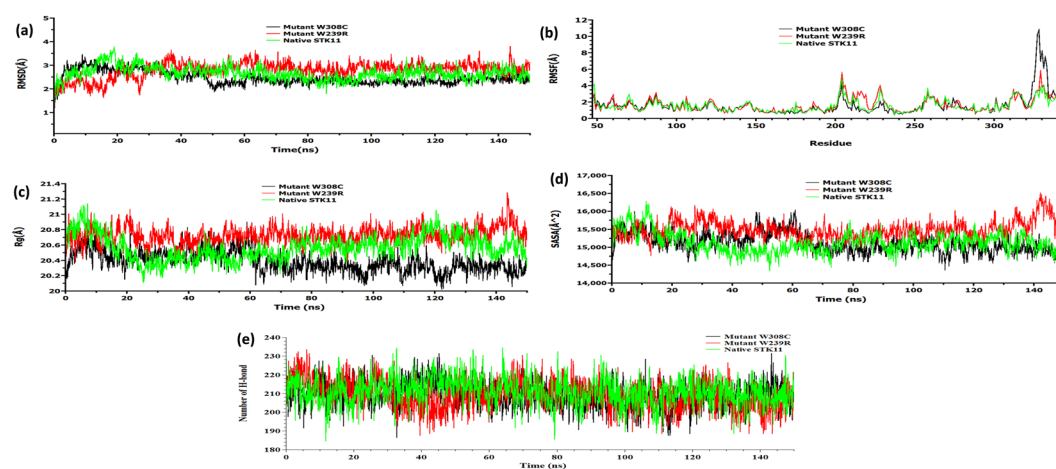 (a)
RMSD(Å)
5
4
3
2
1
Mutant W308C
Mutant W239R
Native STK11
0 20 40 60 80 100 120 140
Time(ns)
(b)
RMSF(Å)
12
10
8
6
4
2
0
Mutant W308C
Mutant W239R
Native STK11
50 100 150 200 250 300
Residue
(c)
Rg(Å)
21.4
21.2
21
20.8
20.6
20.4
20.2
20
Mutant W308C
Mutant W239R
Native STK11
0 20 40 60 80 100 120 140
Time (ns)
(d)
SASA(Å^2)
17,000
16,500
16,000
15,500
15,000
14,500
14,000
Mutant W308C
Mutant W239R
Native STK11
0 20 40 60 80 100 120 140
Time (ns)
(e)
Number of H-bond
240
230
220
210
200
190
180
Mutant W308C
Mutant W239R
Native STK11
0 20 40 60 80 100 120 140
Time (ns)